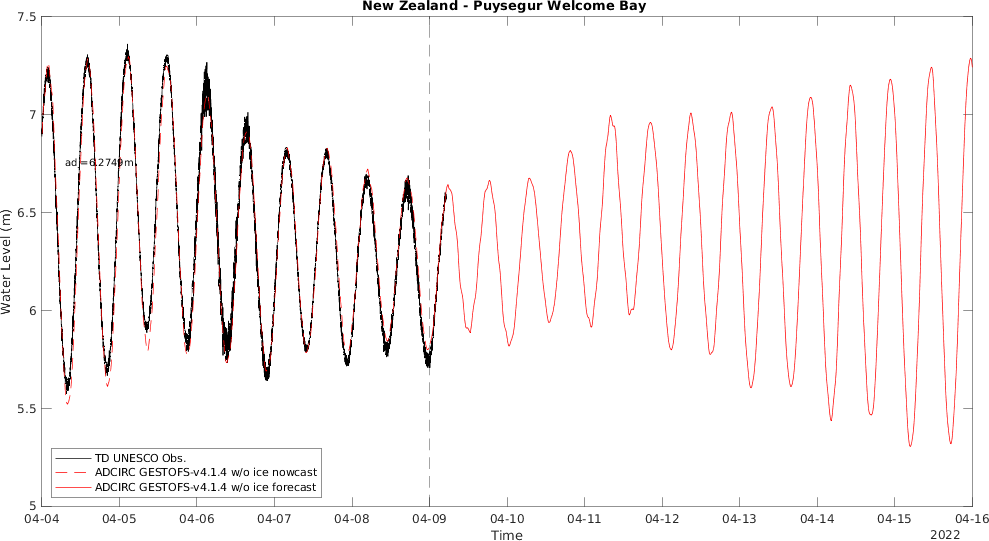 New Zealand - Puysegur Welcome Bay
7.5
7
6.5
6
5.5
5
Water Level (m)
ad =6.2749m
TD UNESCO Obs.
ADCIRC GESTOFS-v4.1.4 w/o ice nowcast
ADCIRC GESTOFS-v4.1.4 w/o ice forecast
04-04 04-05 04-06 04-07 04-08 04-09 04-10 04-11 04-12 04-13 04-14 04-15 04-16
Time
2022